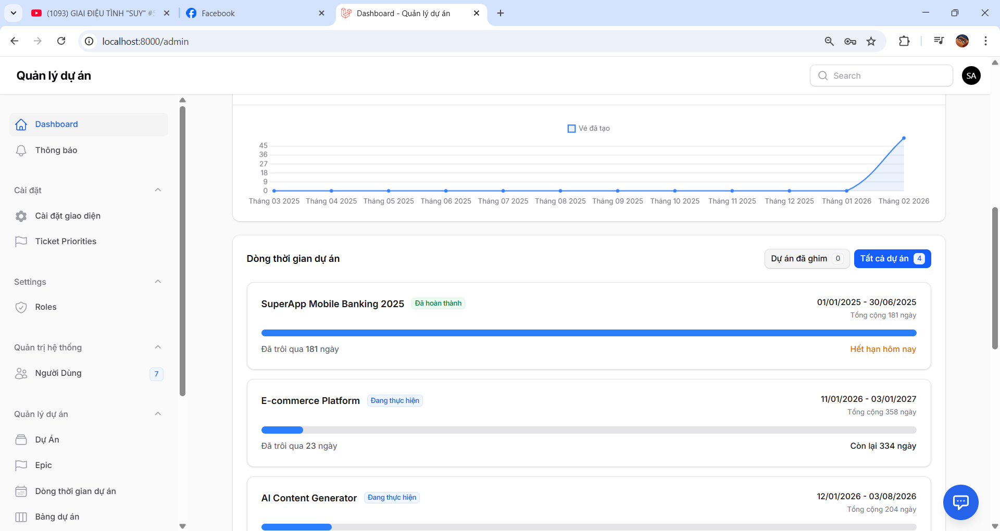 (1093) GIAI ĐIỆU TÌNH "SUY" #
Facebook
Dashboard - Quản lý dự án
localhost:8000/admin
Quản lý dự án
Search
SA
Dashboard
Thông báo
Cài đặt
Cài đặt giao diện
Ticket Priorities
Settings
Roles
Quản trị hệ thống
Người Dùng
7
Quản lý dự án
Dự Án
Epic
Dòng thời gian dự án
Bảng dự án
Vé đã tạo
45
36
27
18
9
0
Tháng 03 2025 Tháng 04 2025 Tháng 05 2025 Tháng 06 2025 Tháng 07 2025 Tháng 08 2025 Tháng 09 2025 Tháng 10 2025 Tháng 11 2025 Tháng 12 2025 Tháng 01 2026 Tháng 02 2026
Dòng thời gian dự án
Dự án đã ghim 0
Tất cả dự án 4
SuperApp Mobile Banking 2025 Đã hoàn thành
01/01/2025 - 30/06/2025
Tổng cộng 181 ngày
Đã trôi qua 181 ngày
Hết hạn hôm nay
E-commerce Platform Đang thực hiện
11/01/2026 - 03/01/2027
Tổng cộng 358 ngày
Đã trôi qua 23 ngày
Còn lại 334 ngày
AI Content Generator Đang thực hiện
12/01/2026 - 03/08/2026
Tổng cộng 204 ngày